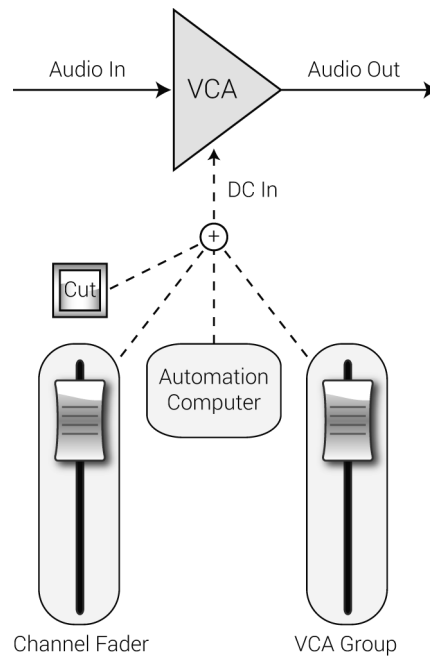 Audio In
VCA
Audio Out
DC In
+
Cut
Automation
Computer
Channel Fader
VCA Group